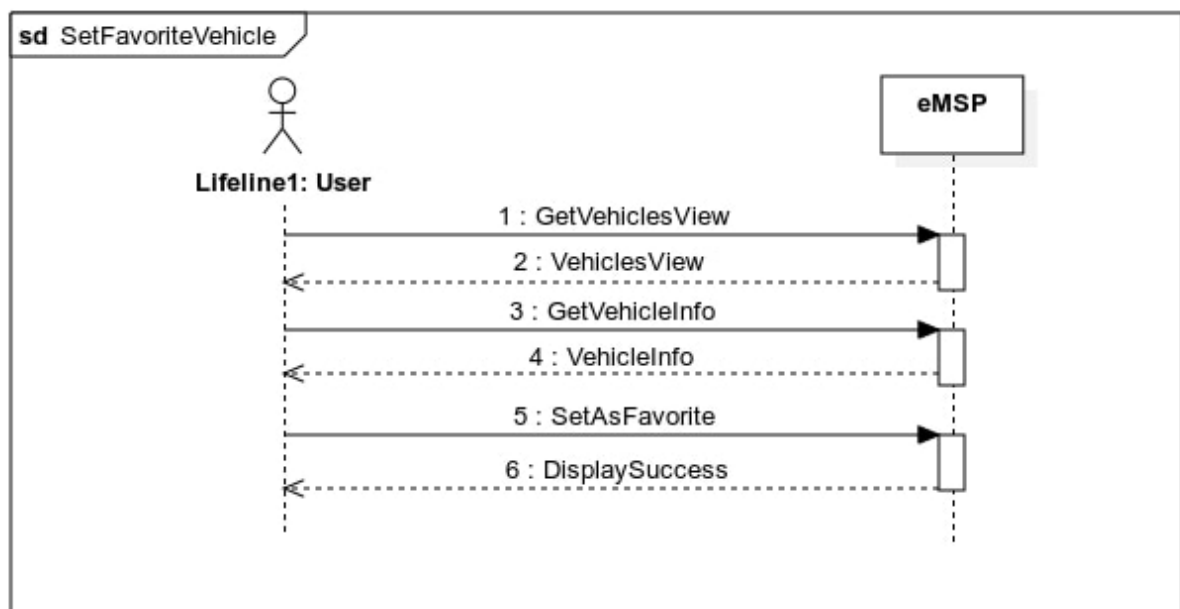 sd SetFavoriteVehicle
eMSP
Lifeline1: User
1 : GetVehiclesView
2 : VehiclesView
3 : GetVehicleInfo
4 : VehicleInfo
5 : SetAsFavorite
6 : DisplaySuccess